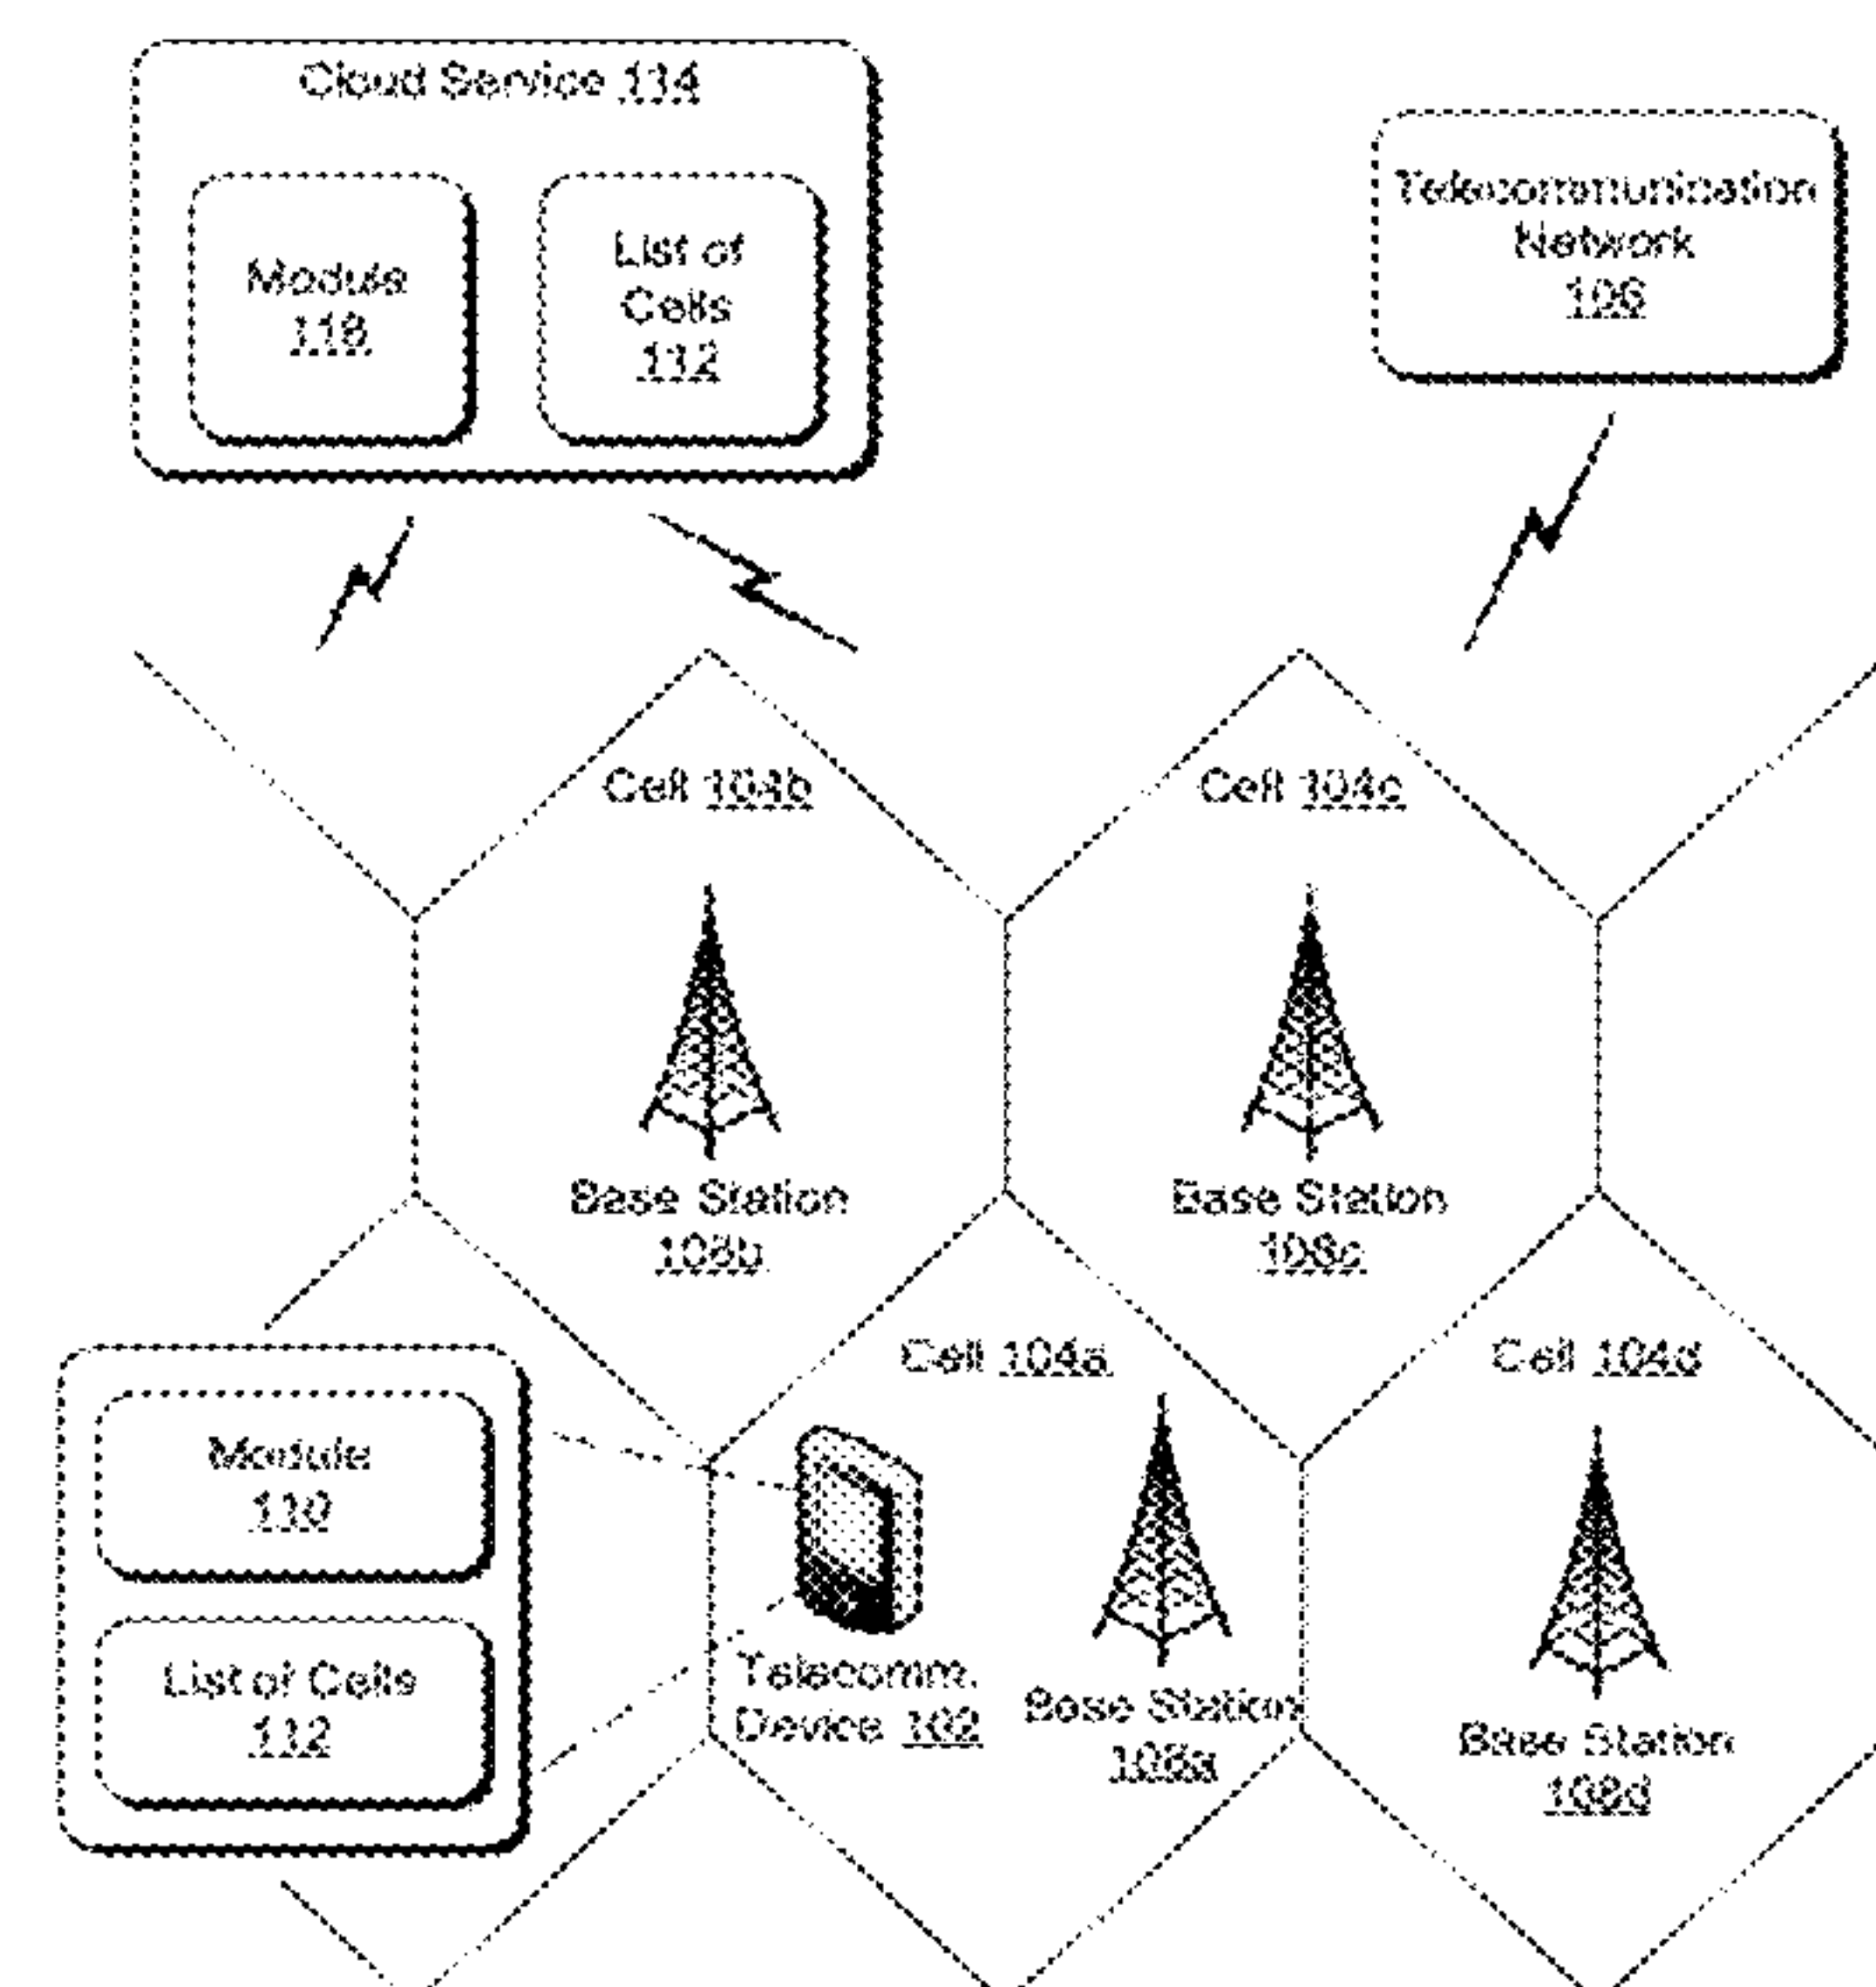 Cloud Service 114
Module
116
List of
Cells
112
Telecommunication
Network
106
Cell 104b
Cell 104c
Base Station
108b
Base Station
108c
Cell 104a
Cell 104d
Module
110
List of Cells
112
Telecomm.
Device 102
Base Station
108a
Base Station
108d